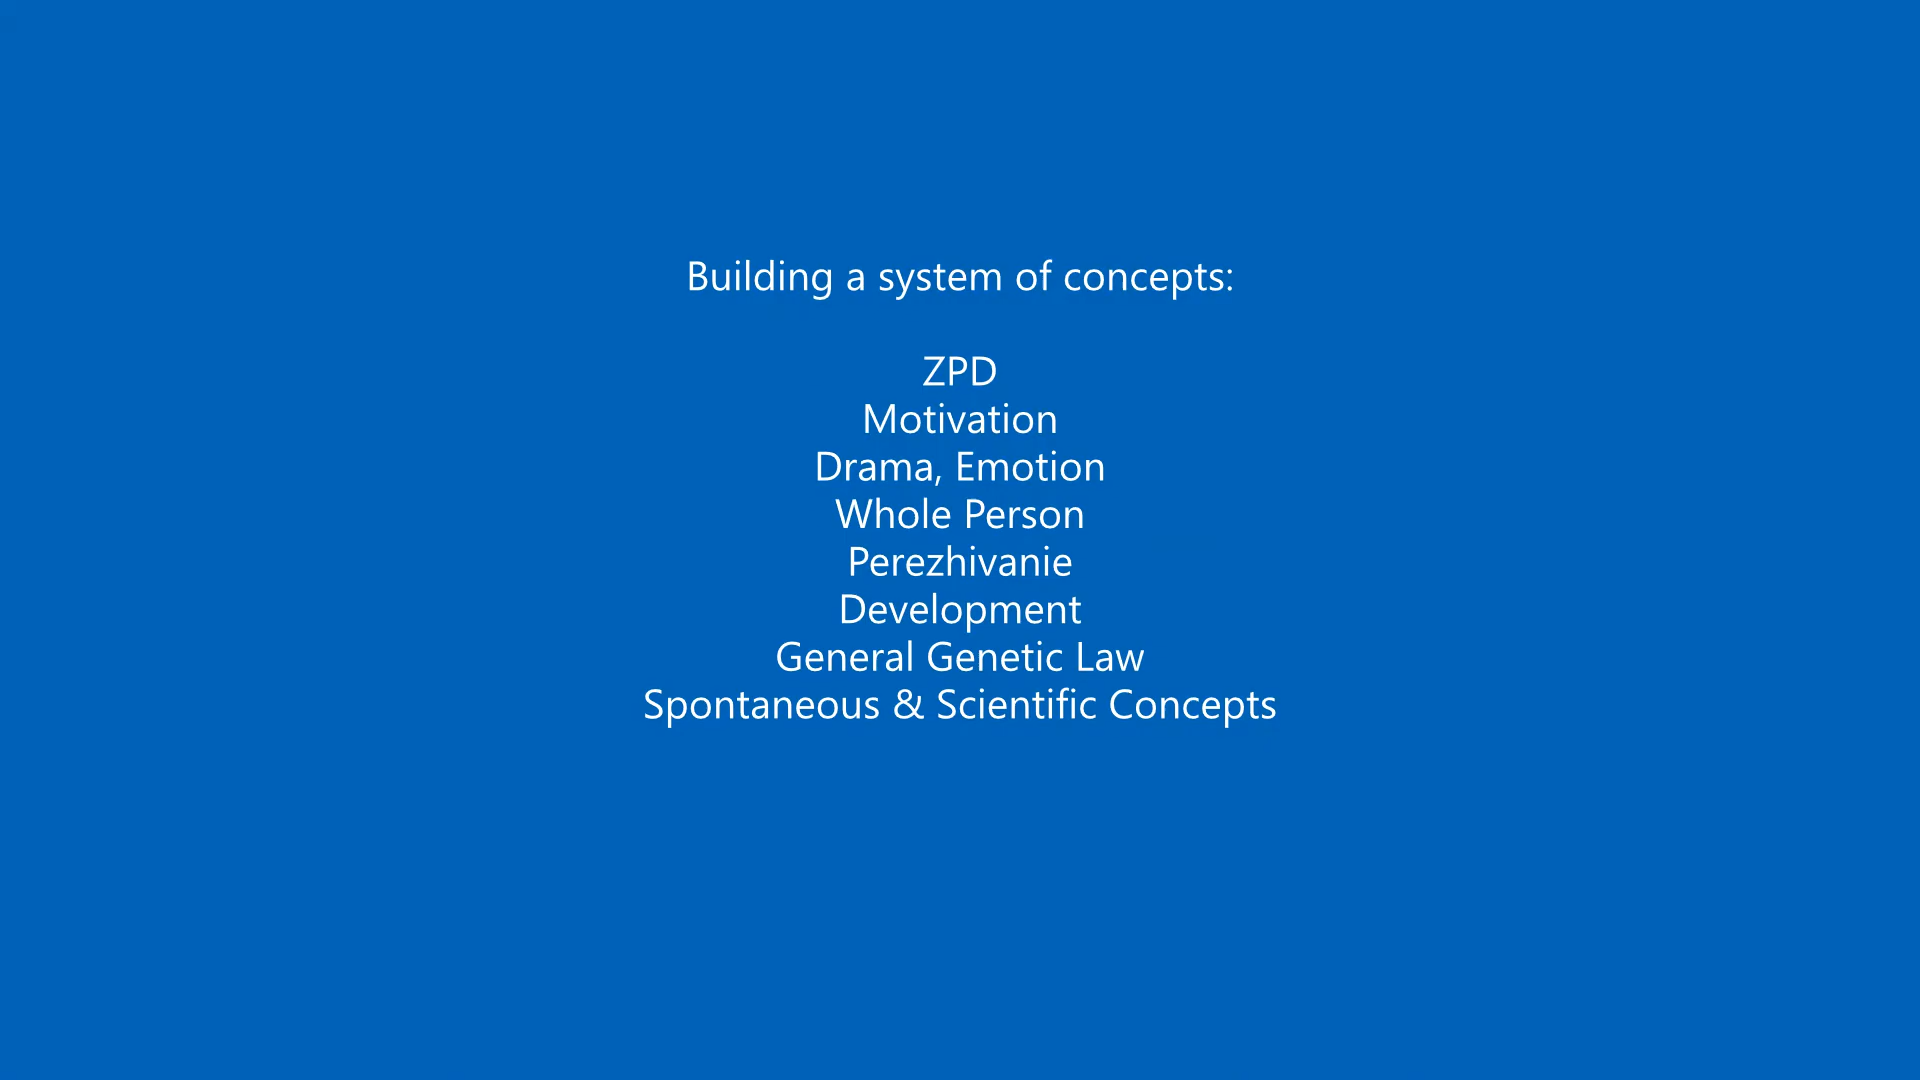 Building a system of concepts:
ZPD
Motivation
Drama, Emotion
Whole Person
Perezhivanie
Development
General Genetic Law
Spontaneous & Scientific Concepts